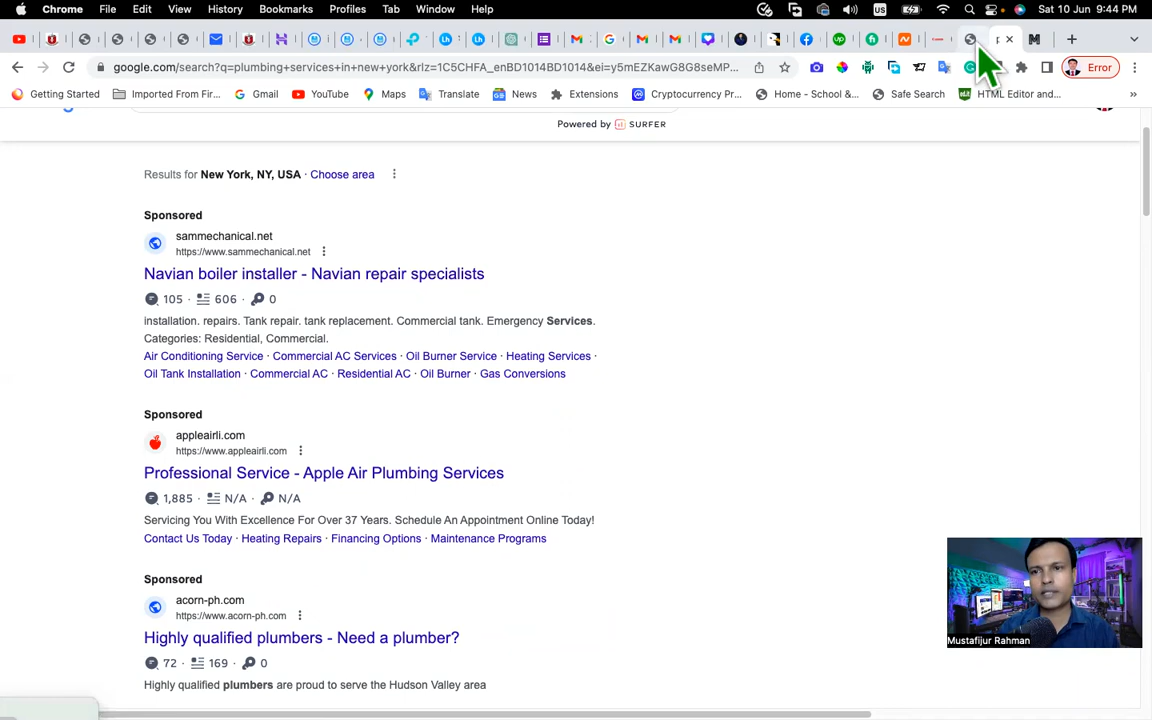 Chrome File Edit View History Bookmarks Profiles Tab Window Help US Sat 10 Jun 9:44 PM
google.com/search?q=plumbing+services+in+new+york&rlz=1C5CHFA_enBD1014BD1014&ei=y5mEZKawG8G8seMP... Error
Getting Started Imported From Fir... Gmail YouTube Maps Translate News Extensions Cryptocurrency Pr... Home - School &... Safe Search HTML Editor and... »
Powered by SURFER
Results for New York, NY, USA · Choose area
Sponsored
sammechanical.net
https://www.sammechanical.net
Navian boiler installer - Navian repair specialists
105 · 606 · 0
installation. repairs. Tank repair. tank replacement. Commercial tank. Emergency Services.
Categories: Residential, Commercial.
Air Conditioning Service · Commercial AC Services · Oil Burner Service · Heating Services ·
Oil Tank Installation · Commercial AC · Residential AC · Oil Burner · Gas Conversions
Sponsored
appleairli.com
https://www.appleairli.com
Professional Service - Apple Air Plumbing Services
1,885 · N/A · N/A
Servicing You With Excellence For Over 37 Years. Schedule An Appointment Online Today!
Contact Us Today · Heating Repairs · Financing Options · Maintenance Programs
Sponsored
acorn-ph.com
https://www.acorn-ph.com
Highly qualified plumbers - Need a plumber?
72 · 169 · 0
Highly qualified plumbers are proud to serve the Hudson Valley area
Mustafijur Rahman